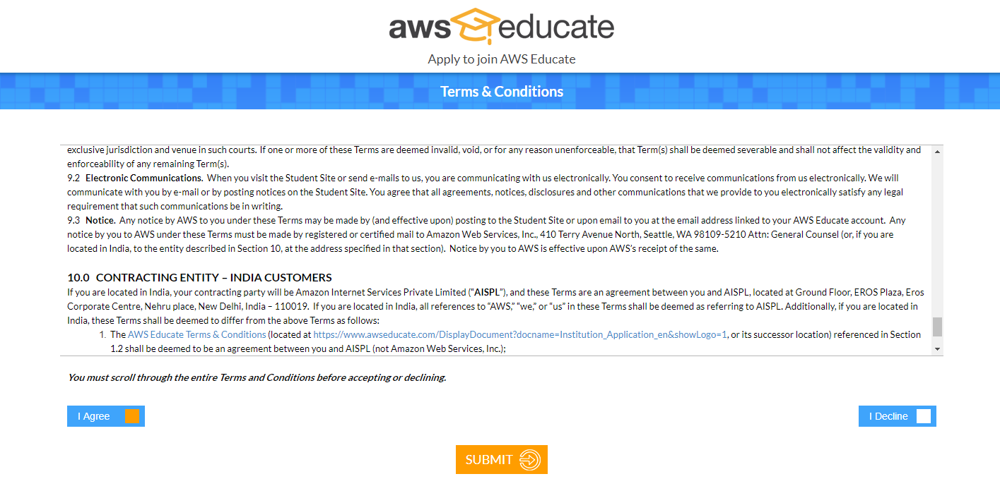 aws educate
Apply to join AWS Educate
Terms & Conditions
exclusive jurisdiction and venue in such courts. If one or more of these Terms are deemed invalid, void, or for any reason unenforceable, that Term(s) shall be deemed severable and shall not affect the validity and
enforceability of any remaining Term(s).
9.2 Electronic Communications. When you visit the Student Site or send e-mails to us, you are communicating with us electronically. You consent to receive communications from us electronically. We will
communicate with you by e-mail or by posting notices on the Student Site. You agree that all agreements, notices, disclosures and other communications that we provide to you electronically satisfy any legal
requirement that such communications be in writing.
9.3 Notice. Any notice by AWS to you under these Terms may be made by (and effective upon) posting to the Student Site or upon email to you at the email address linked to your AWS Educate account. Any
notice by you to AWS under these Terms must be made by registered or certified mail to Amazon Web Services, Inc., 410 Terry Avenue North, Seattle, WA 98109-5210 Attn: General Counsel (or, if you are
located in India, to the entity described in Section 10, at the address specified in that section). Notice by you to AWS is effective upon AWS's receipt of the same.
10.0 CONTRACTING ENTITY – INDIA CUSTOMERS
If you are located in India, your contracting party will be Amazon Internet Services Private Limited ("AISPL"), and these Terms are an agreement between you and AISPL, located at Ground Floor, EROS Plaza, Eros
Corporate Centre, Nehru place, New Delhi, India – 110019. If you are located in India, all references to "AWS," "we," or "us" in these Terms shall be deemed as referring to AISPL. Additionally, if you are located in
India, these Terms shall be deemed to differ from the above Terms as follows:
1. The AWS Educate Terms & Conditions (located at https://www.awseducate.com/DisplayDocument?docname=Institution_Application_en&showLogo=1, or its successor location) referenced in Section
1.2 shall be deemed to be an agreement between you and AISPL (not Amazon Web Services, Inc.);
You must scroll through the entire Terms and Conditions before accepting or declining.
I Agree
I Decline
SUBMIT